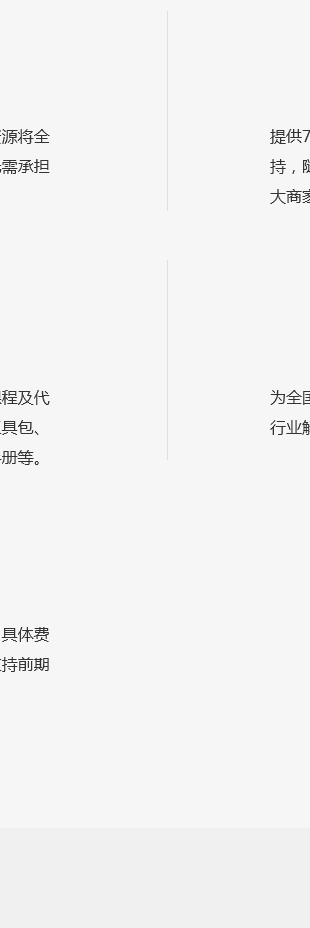 源将全
需承担
提供7
持，随
大商家
程及代
具包、
册等。
为全国
行业解
具体费
持前期